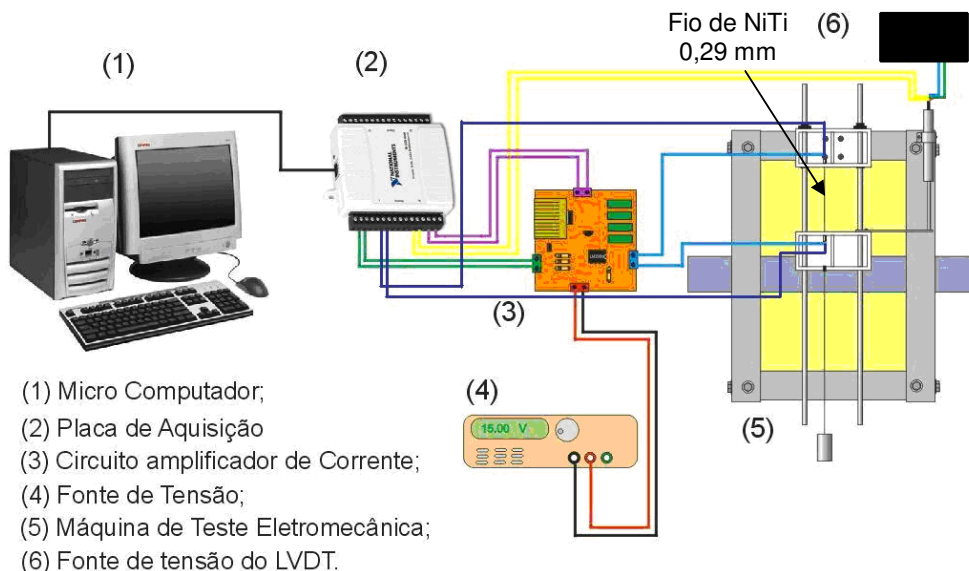 Fio de NiTi
0,29 mm
(6)
(1)
(2)
NATIONAL
INSTRUMENTS
(3)
(4)
15.00 V
(5)
(1) Micro Computador;
(2) Placa de Aquisição
(3) Circuito amplificador de Corrente;
(4) Fonte de Tensão;
(5) Máquina de Teste Eletromecânica;
(6) Fonte de tensão do LVDT.